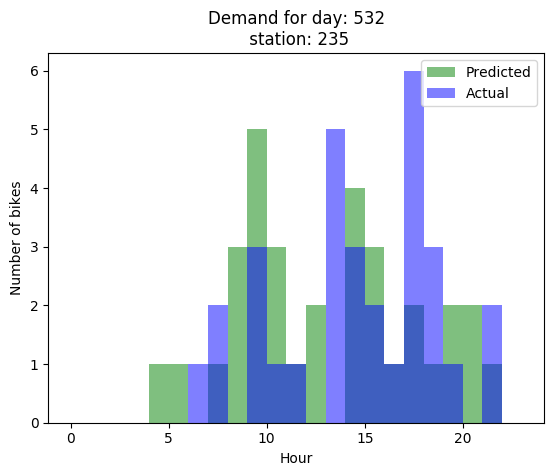 Demand for day: 532
station: 235
Predicted
Actual
Number of bikes
6
5
4
3
2
1
0
0
5
10
15
20
Hour